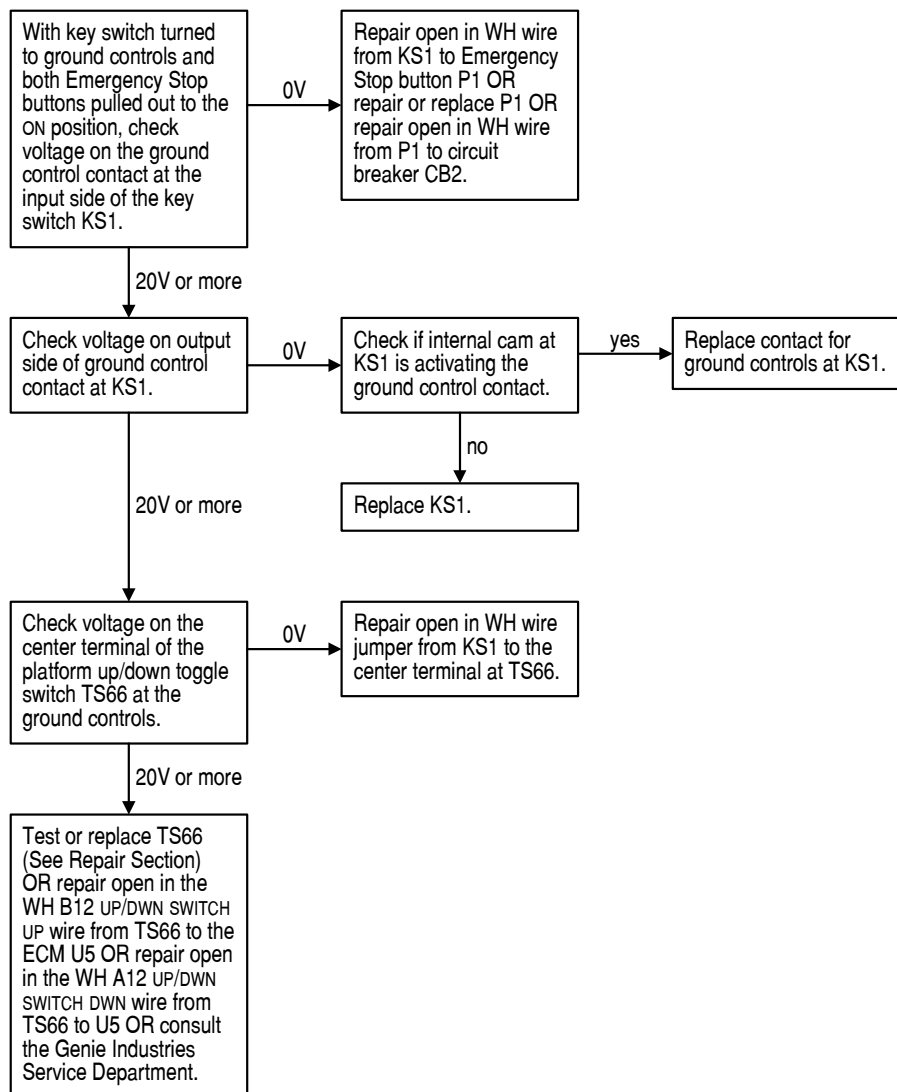 With key switch turned
to ground controls and
both Emergency Stop
buttons pulled out to the
ON position, check
voltage on the ground
control contact at the
input side of the key
switch KS1.
0V
Repair open in WH wire
from KS1 to Emergency
Stop button P1 OR
repair or replace P1 OR
repair open in WH wire
from P1 to circuit
breaker CB2.
20V or more
Check voltage on output
side of ground control
contact at KS1.
0V
Check if internal cam at
KS1 is activating the
ground control contact.
yes
Replace contact for
ground controls at KS1.
no
Replace KS1.
20V or more
Check voltage on the
center terminal of the
platform up/down toggle
switch TS66 at the
ground controls.
0V
Repair open in WH wire
jumper from KS1 to the
center terminal at TS66.
20V or more
Test or replace TS66
(See Repair Section)
OR repair open in the
WH B12 UP/DWN SWITCH
UP wire from TS66 to the
ECM U5 OR repair open
in the WH A12 UP/DWN
SWITCH DWN wire from
TS66 to U5 OR consult
the Genie Industries
Service Department.